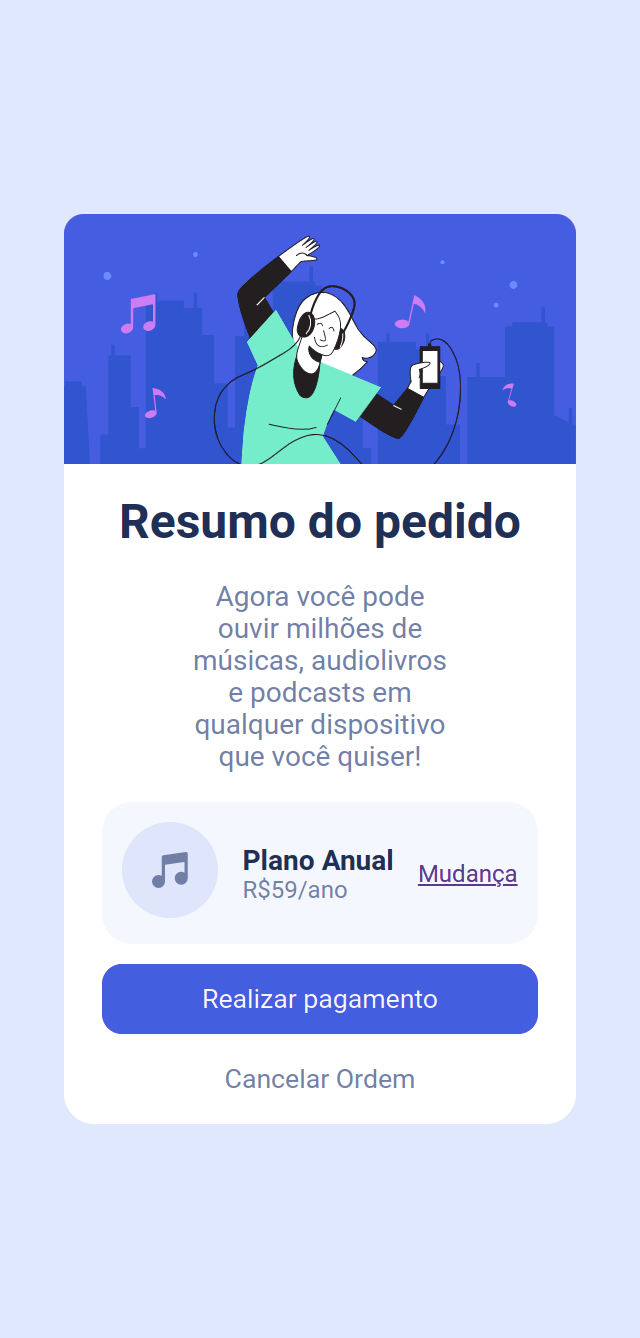 Resumo do pedido
Agora você pode
ouvir milhões de
músicas, audiolivros
e podcasts em
qualquer dispositivo
que você quiser!
Plano Anual
R$59/ano
Mudança
Realizar pagamento
Cancelar Ordem